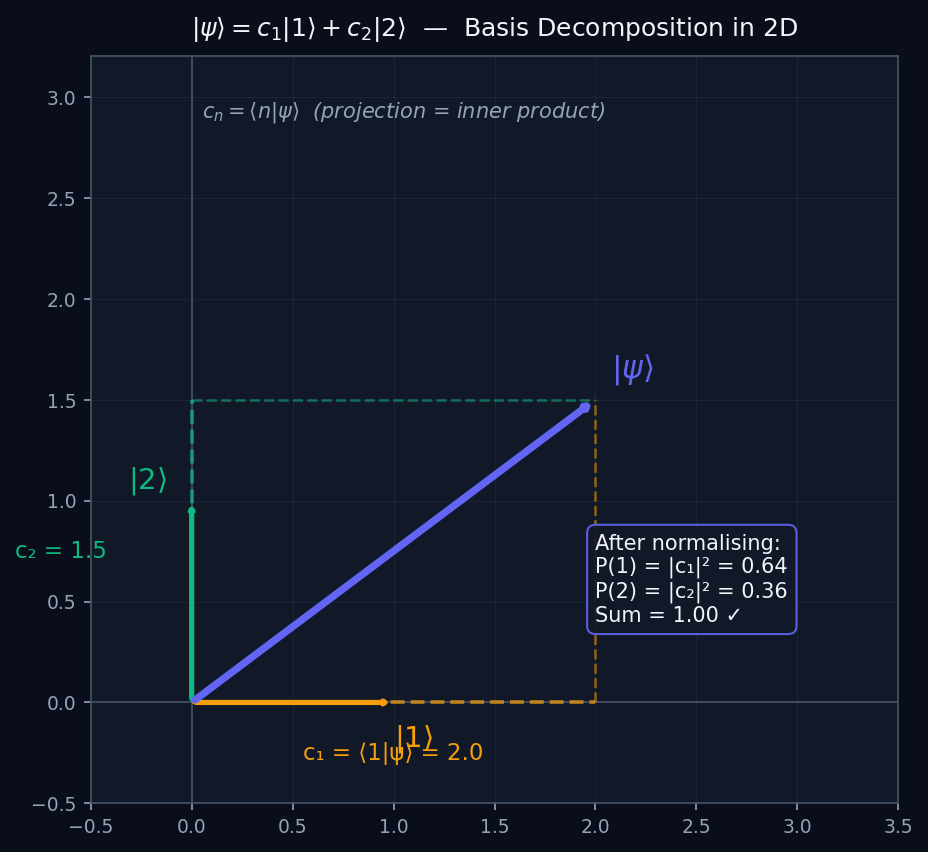 |ψ⟩ = c₁|1⟩ + c₂|2⟩ — Basis Decomposition in 2D
3.0
cₙ = ⟨n|ψ⟩ (projection = inner product)
2.5
2.0
|ψ⟩
1.5
|2⟩
1.0
c₂ = 1.5
After normalising:
P(1) = |c₁|² = 0.64
P(2) = |c₂|² = 0.36
Sum = 1.00 ✓
0.5
0.0
|1⟩
c₁ = ⟨1|ψ⟩ = 2.0
−0.5
−0.5 0.0 0.5 1.0 1.5 2.0 2.5 3.0 3.5